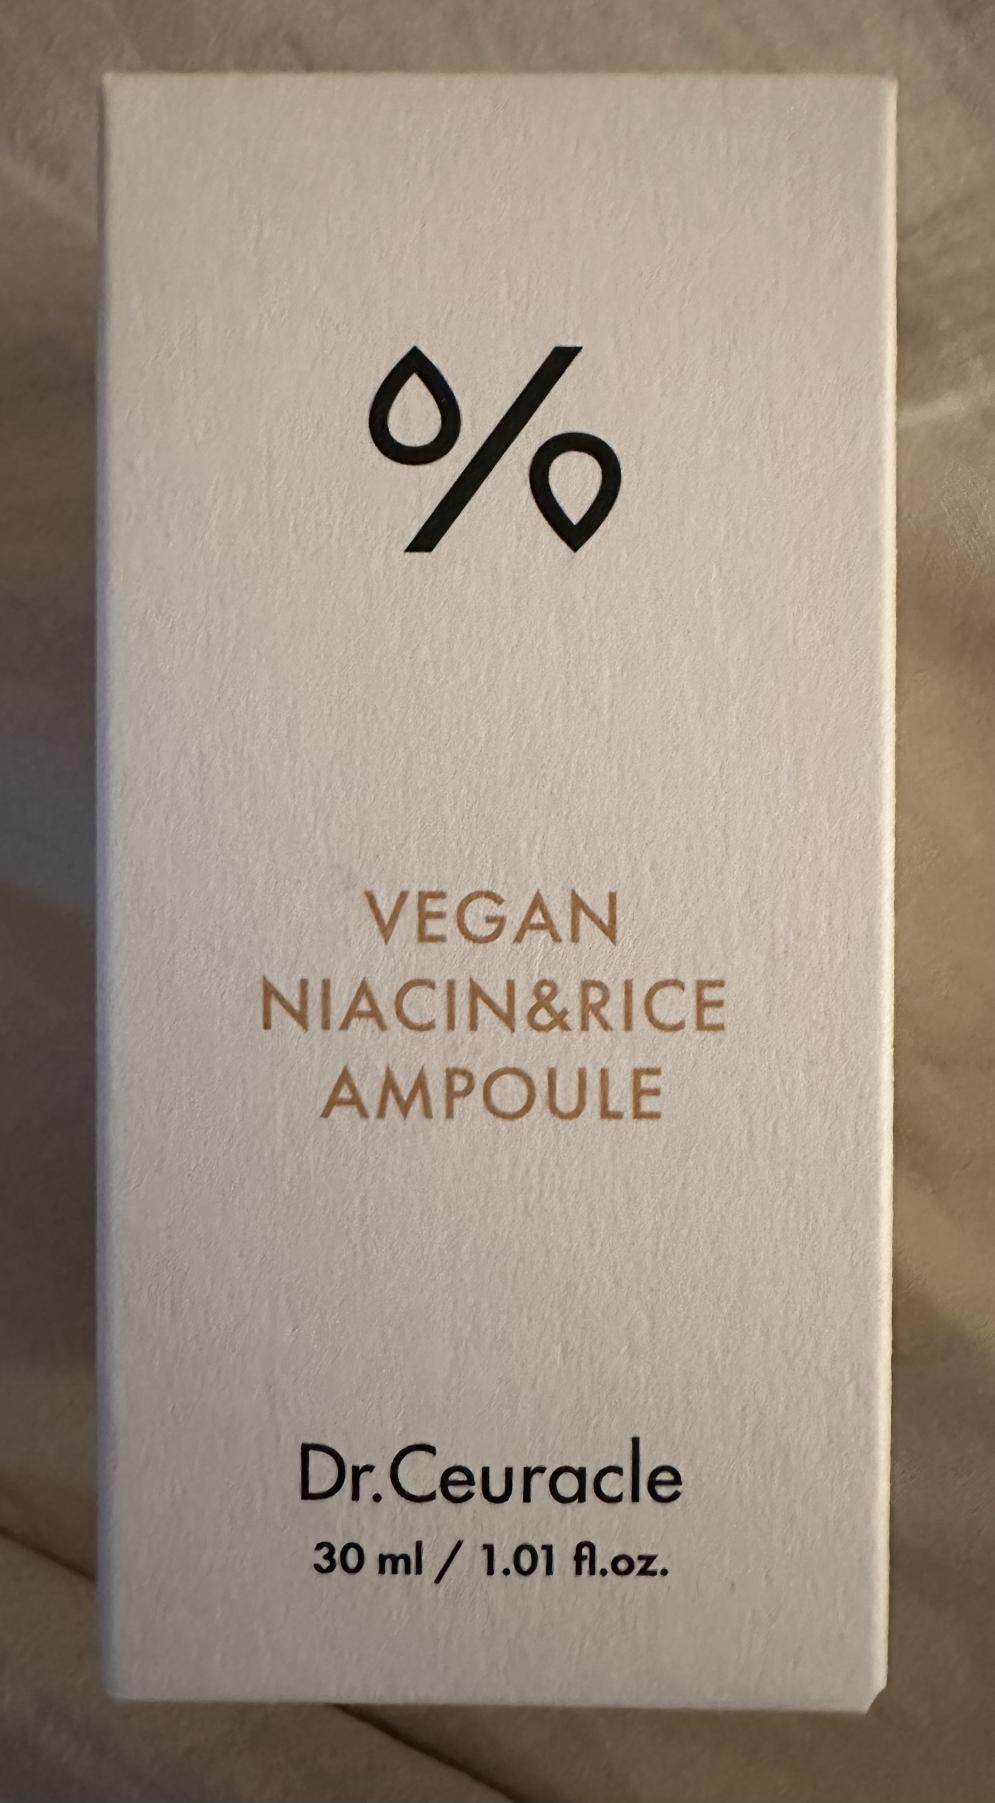 %
VEGAN
NIACIN&RICE
AMPOULE
Dr.Ceuracle
30 ml / 1.01 fl.oz.